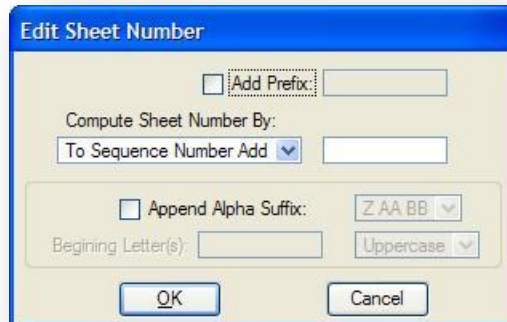 Edit Sheet Number
Add Prefix:
Compute Sheet Number By:
To Sequence Number Add
Append Alpha Suffix: Z AA BB
Begining Letter(s): Uppercase
OK Cancel